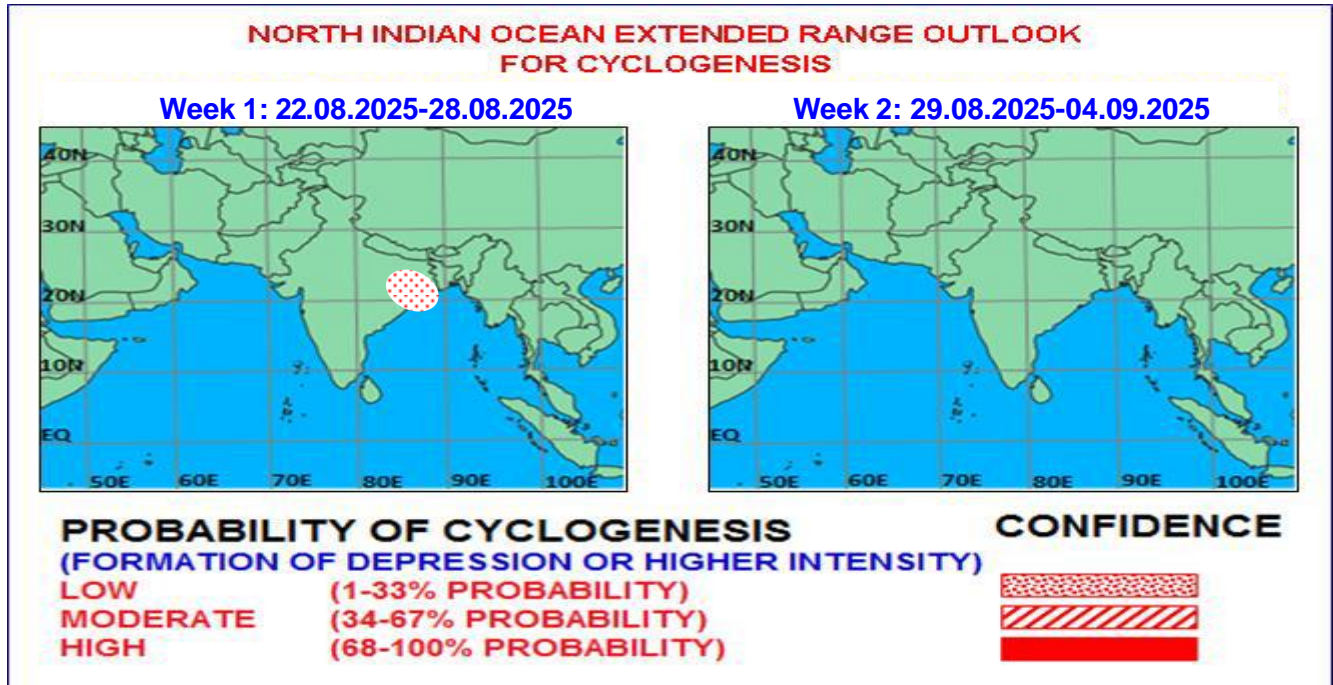 NORTH INDIAN OCEAN EXTENDED RANGE OUTLOOK
FOR CYCLOGENESIS
Week 1: 22.08.2025-28.08.2025
40N
30N
20N
10N
EQ
50E 60E 70E 80E 90E 100E
Week 2: 29.08.2025-04.09.2025
40N
30N
20N
10N
EQ
50E 60E 70E 80E 90E 100E
PROBABILITY OF CYCLOGENESIS CONFIDENCE
(FORMATION OF DEPRESSION OR HIGHER INTENSITY)
LOW (1-33% PROBABILITY)
MODERATE (34-67% PROBABILITY)
HIGH (68-100% PROBABILITY)